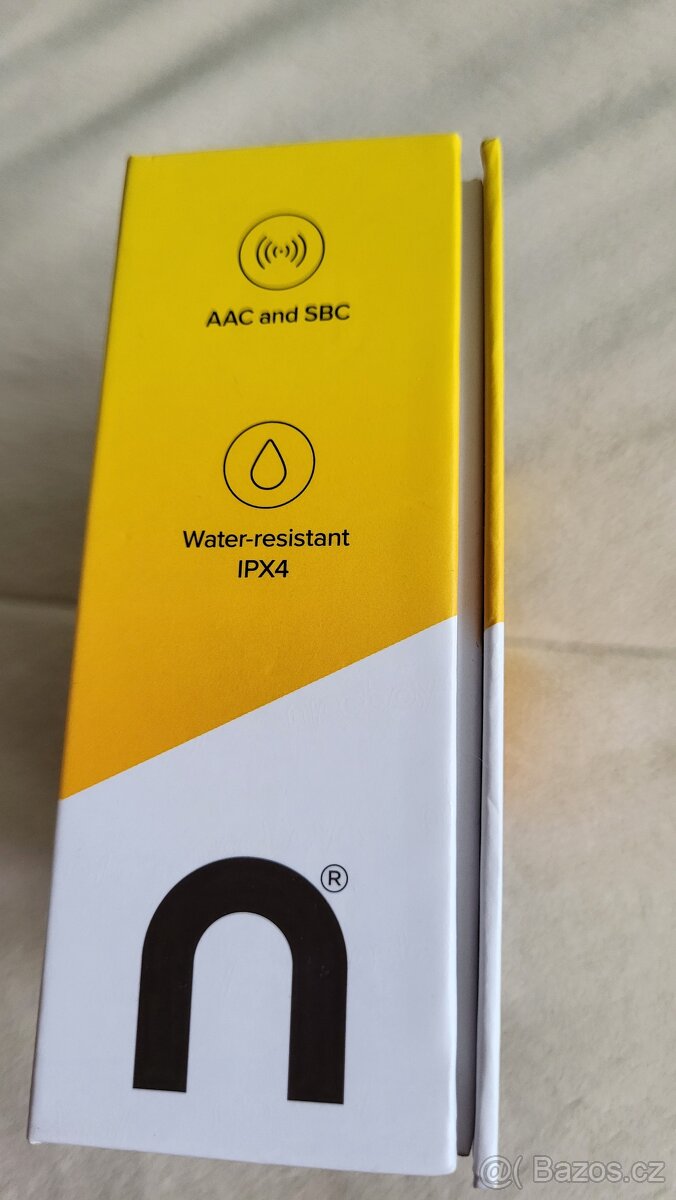 AAC and SBC
Water-resistant
IPX4
n®
@( Bazos.cz